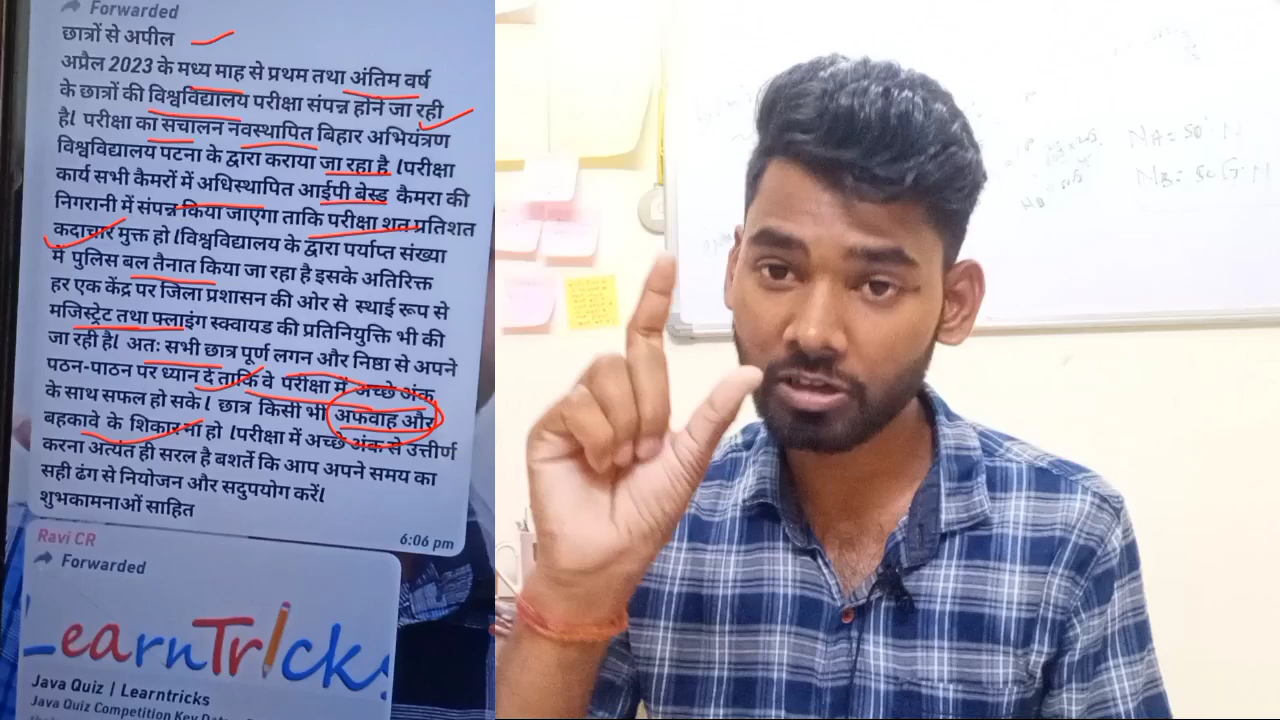 Forwarded
छात्रों से अपील
अप्रैल 2023 के मध्य माह से प्रथम तथा अंतिम वर्ष
के छात्रों की विश्वविद्यालय परीक्षा संपन्न होने जा रही
है। परीक्षा का सचालन नवस्थापित बिहार अभियंत्रण
विश्वविद्यालय पटना के द्वारा कराया जा रहा है ।परीक्षा
कार्य सभी कैमरों में अधिस्थापित आईपी बेस्ड कैमरा की
निगरानी में संपन्न किया जाएगा ताकि परीक्षा शत प्रतिशत
कदाचार मुक्त हो ।विश्वविद्यालय के द्वारा पर्याप्त संख्या
में पुलिस बल तैनात किया जा रहा है इसके अतिरिक्त
हर एक केंद्र पर जिला प्रशासन की ओर से स्थाई रूप से
मजिस्ट्रेट तथा फ्लाइंग स्क्वायड की प्रतिनियुक्ति भी की
जा रही है। अतः सभी छात्र पूर्ण लगन और निष्ठा से अपने
पठन-पाठन पर ध्यान दें ताकि वे परीक्षा में अच्छे अंक
के साथ सफल हो सके। छात्र किसी भी अफवाह और
बहकावे के शिकार ना हो ।परीक्षा में अच्छे अंक से उत्तीर्ण
करना अत्यंत ही सरल है बशर्ते कि आप अपने समय का
सही ढंग से नियोजन और सदुपयोग करें।
शुभकामनाओं साहित
6:06 pm
Ravi CR
Forwarded
LearnTricks
Java Quiz | Learntricks
Java Quiz Competition Key